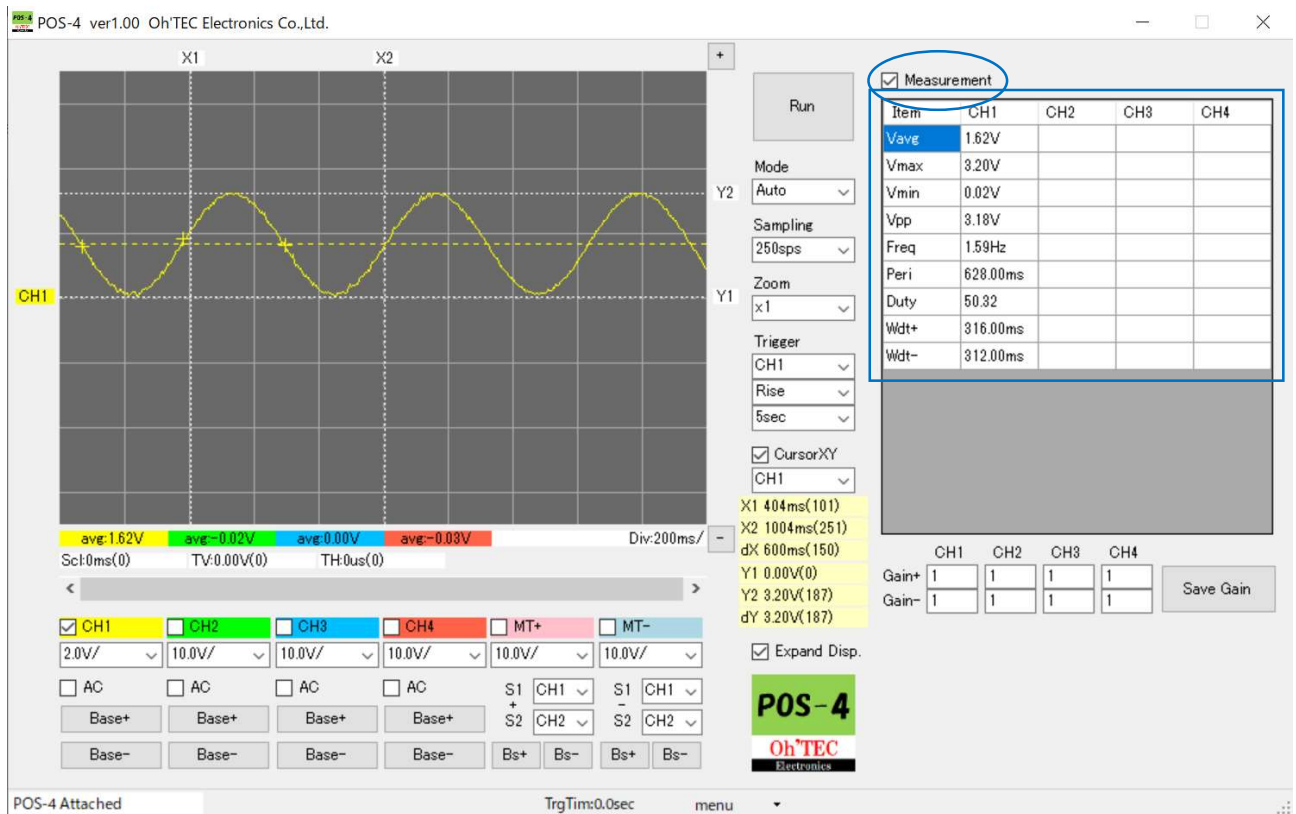 POS-4 ver1.00 Oh'TEC Electronics Co.,Ltd.
X1 X2 +
Y2
CH1 Y1
Run
Mode
Auto
Sampling
250sps
Zoom
x1
Trigger
CH1
Rise
5sec
CursorXY
CH1
X1 404ms(101)
X2 1004ms(251)
dX 600ms(150)
Y1 0.00V(0)
Y2 3.20V(187)
dY 3.20V(187)
Expand Disp.
POS-4
Oh'TEC
Electronics
Measurement
Item CH1 CH2 CH3 CH4
Vavg 1.62V
Vmax 3.20V
Vmin 0.02V
Vpp 3.18V
Freq 1.59Hz
Peri 628.00ms
Duty 50.32
Wdt+ 316.00ms
Wdt- 312.00ms
CH1 CH2 CH3 CH4
Gain+ 1 1 1 1
Gain- 1 1 1 1
Save Gain
avg:1.62V avg:-0.02V avg:0.00V avg:-0.03V Div:200ms/ -
Scl:0ms(0) TV:0.00V(0) TH:0us(0)
< >
CH1 CH2 CH3 CH4 MT+ MT-
2.0V/ 10.0V/ 10.0V/ 10.0V/ 10.0V/ 10.0V/
AC AC AC AC S1 CH1 S1 CH1
+ -
Base+ Base+ Base+ Base+ S2 CH2 S2 CH2
Base- Base- Base- Base- Bs+ Bs- Bs+ Bs-
POS-4 Attached TrgTim:0.0sec menu